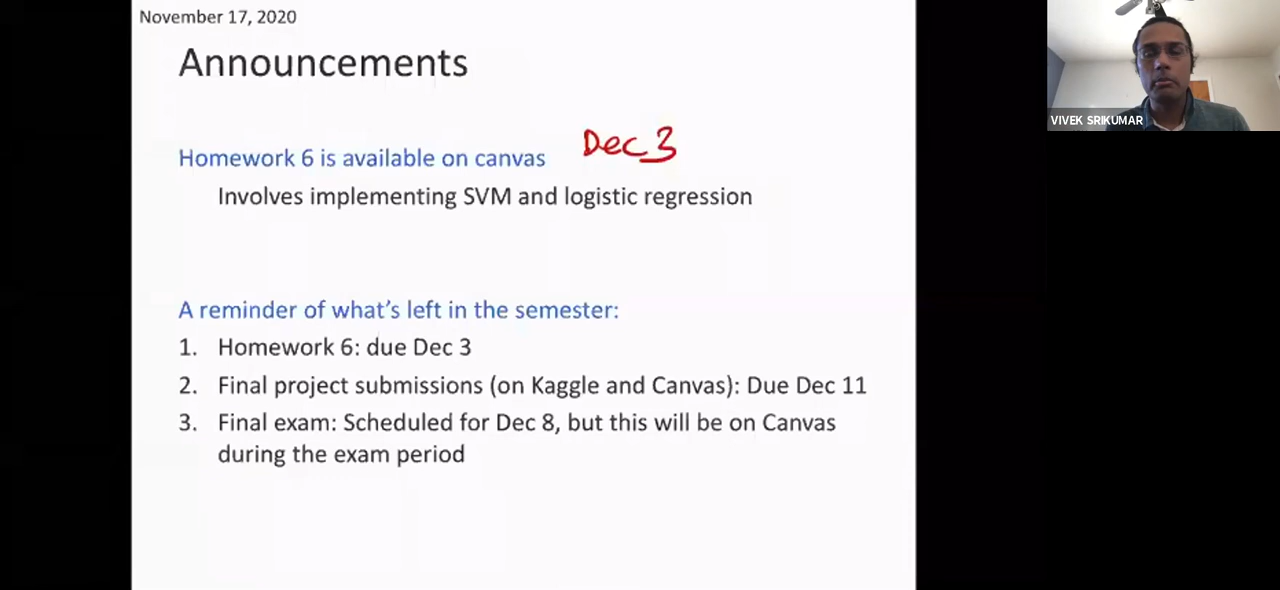 November 17, 2020
Announcements
Dec 3
Homework 6 is available on canvas
Involves implementing SVM and logistic regression
A reminder of what's left in the semester:
1. Homework 6: due Dec 3
2. Final project submissions (on Kaggle and Canvas): Due Dec 11
3. Final exam: Scheduled for Dec 8, but this will be on Canvas
during the exam period
VIVEK SRIKUMAR